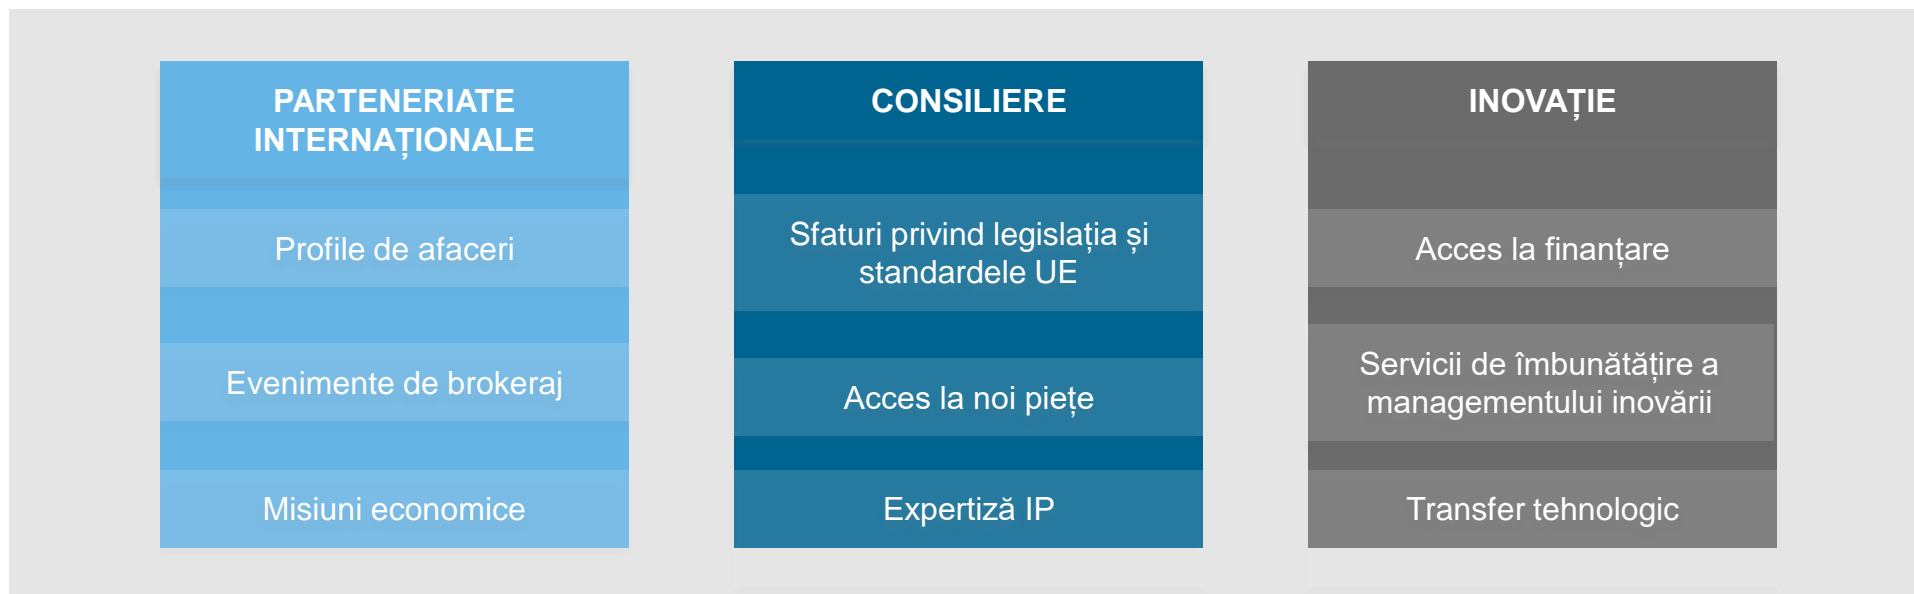 PARTENERIATE
INTERNAȚIONALE
Profile de afaceri
Evenimente de brokeraj
Misiuni economice
CONSILIERE
Sfaturi privind legislația și
standardele UE
Acces la noi piețe
Expertiză IP
INOVAȚIE
Acces la finanțare
Servicii de îmbunătățire a
managementului inovării
Transfer tehnologic